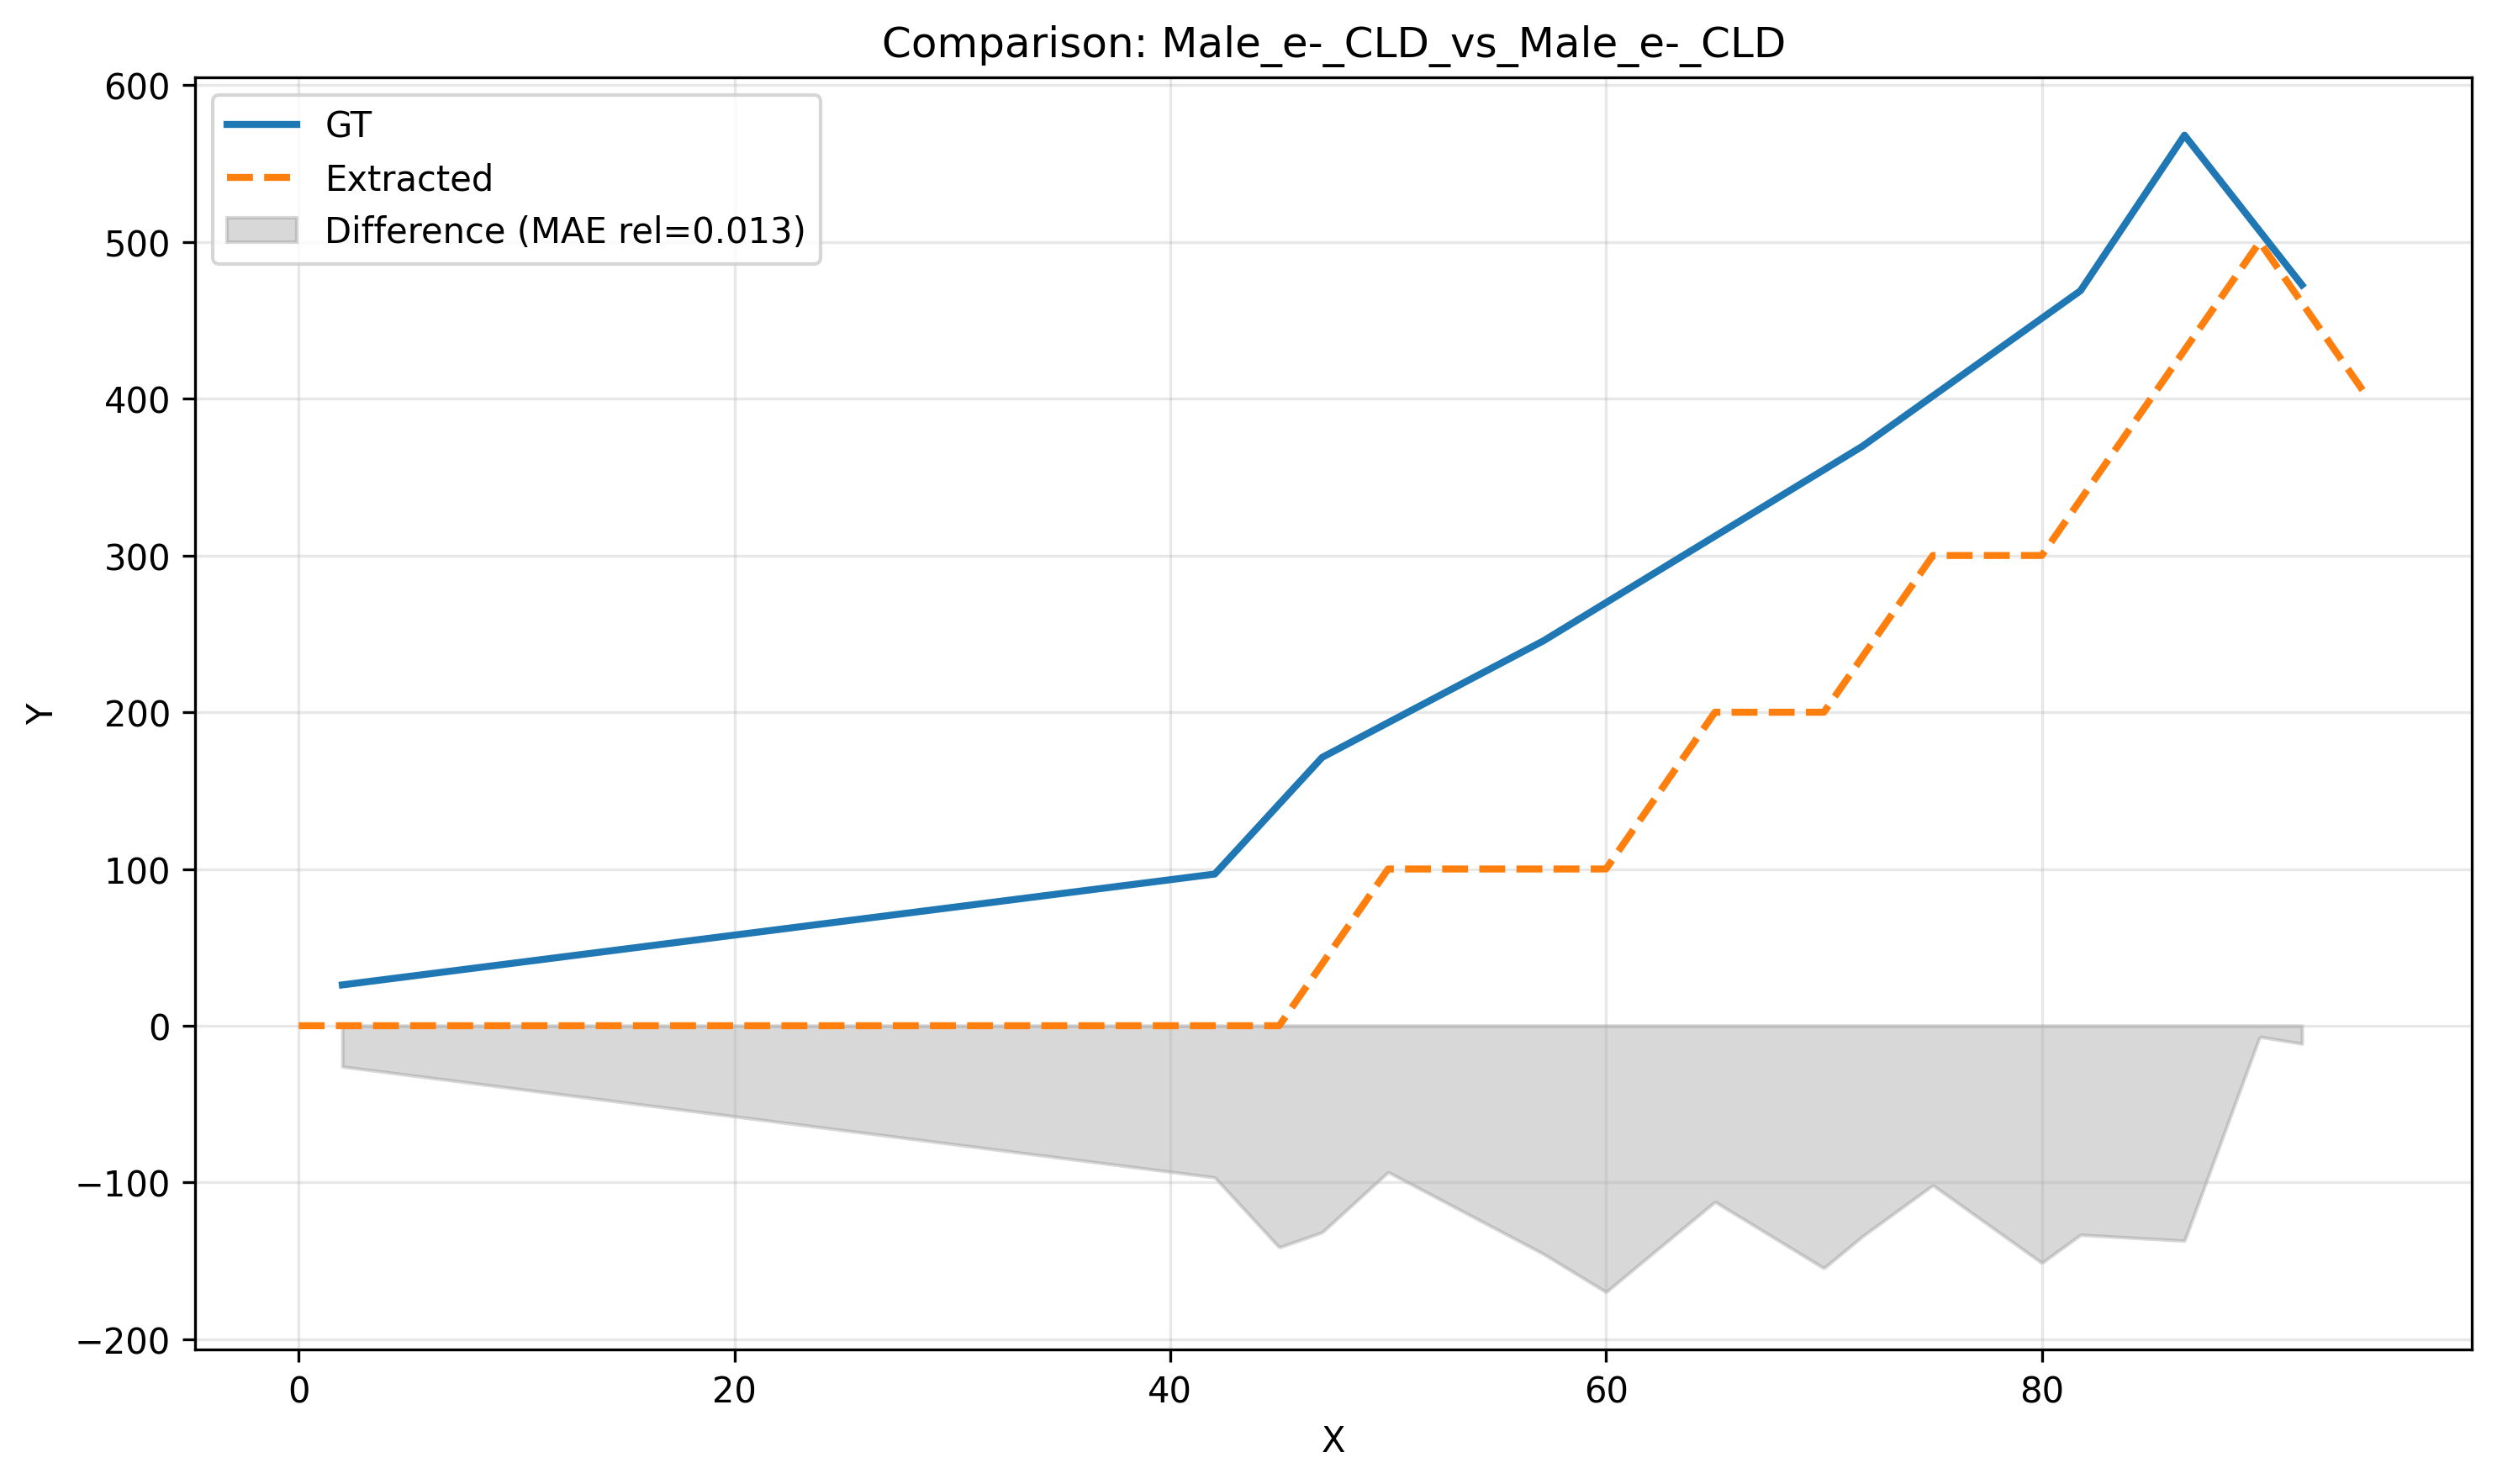 Comparison: Male_e-_CLD_vs_Male_e-_CLD
GT
Extracted
Difference (MAE rel=0.013)
600
500
400
300
200
100
0
−100
−200
Y
0 20 40 60 80
X